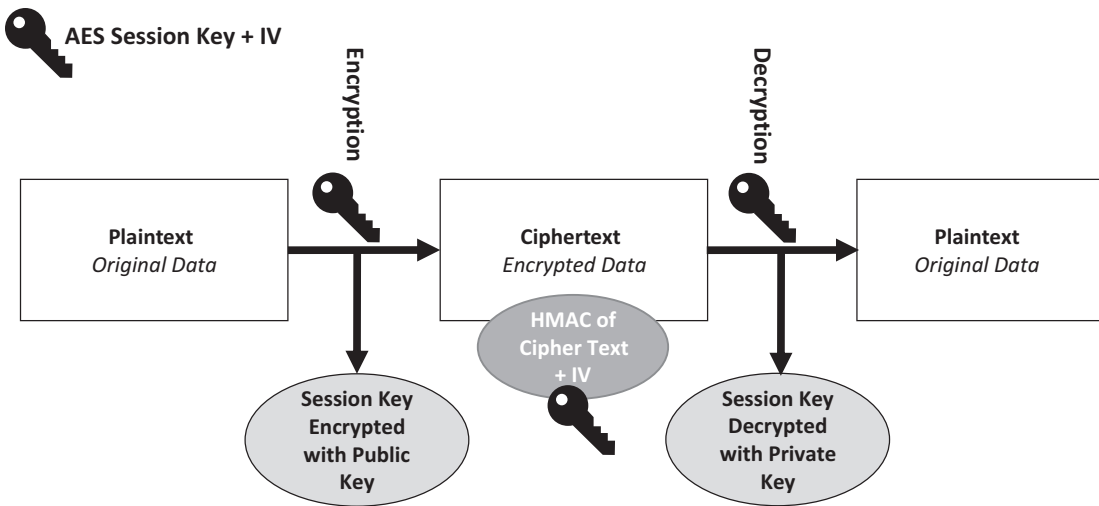 AES Session Key + IV
Encryption
Decryption
Plaintext
Original Data
Ciphertext
Encrypted Data
Plaintext
Original Data
HMAC of
Cipher Text
+ IV
Session Key
Encrypted
with Public
Key
Session Key
Decrypted
with Private
Key